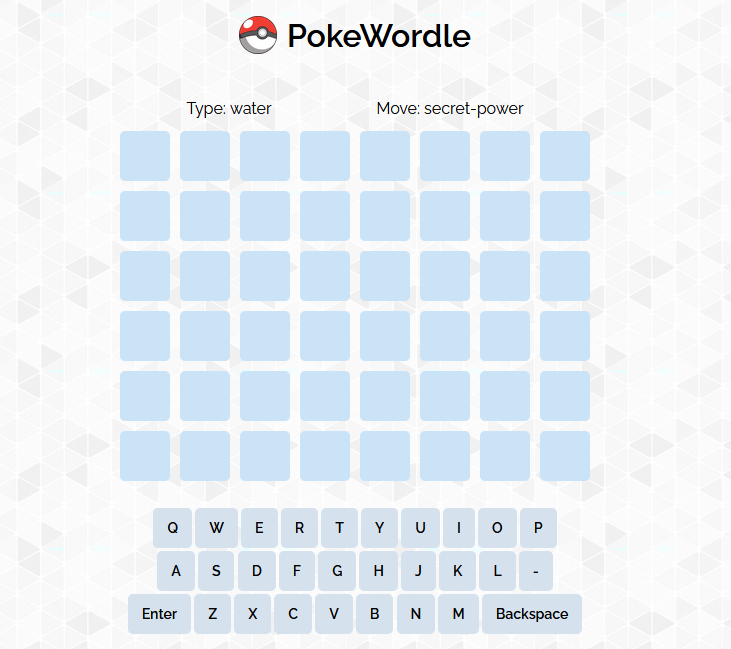 PokeWordle
Type: water Move: secret-power
Q W E R T Y U I O P
A S D F G H J K L -
Enter Z X C V B N M Backspace